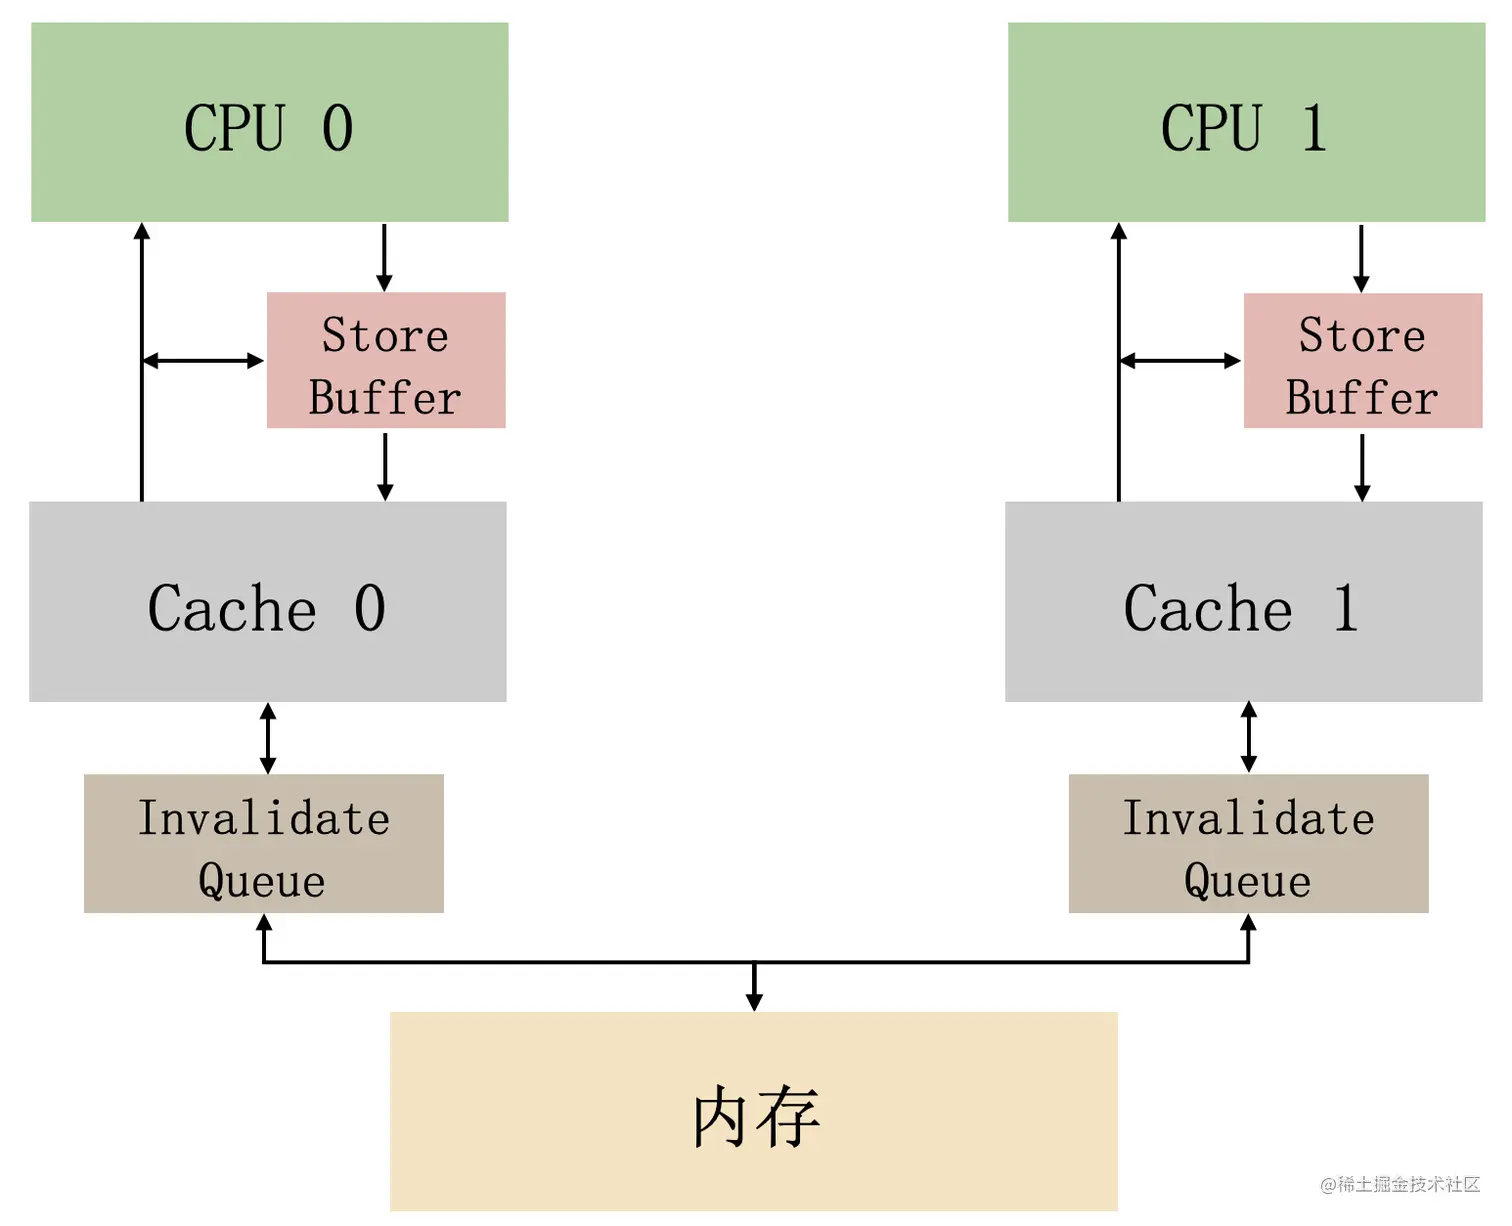 CPU 0
CPU 1
Store
Buffer
Store
Buffer
Cache 0
Cache 1
Invalidate
Queue
Invalidate
Queue
内存
@稀土掘金技术社区